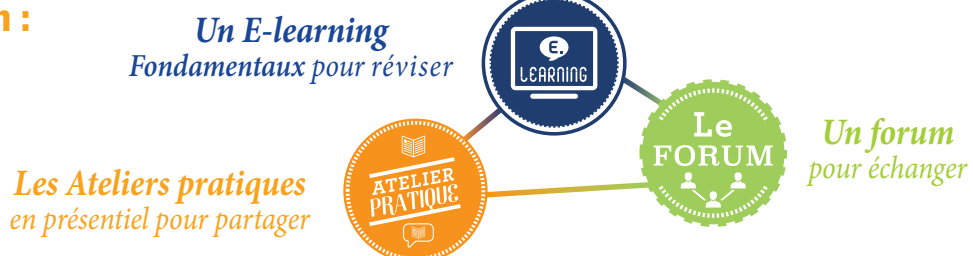 n :
Un E-learning
Fondamentaux pour réviser
E.
LEARNING
Le
FORUM
Un forum
pour échanger
Les Ateliers pratiques
en présentiel pour partager
ATELIER
PRATIQUE